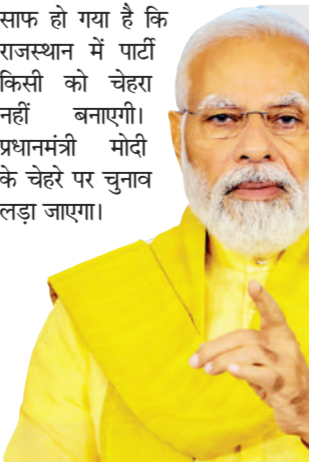 साफ हो गया है कि
राजस्थान में पार्टी
किसी को चेहरा
नहीं बनाएगी।
प्रधानमंत्री मोदी
के चेहरे पर चुनाव
लड़ा जाएगा।